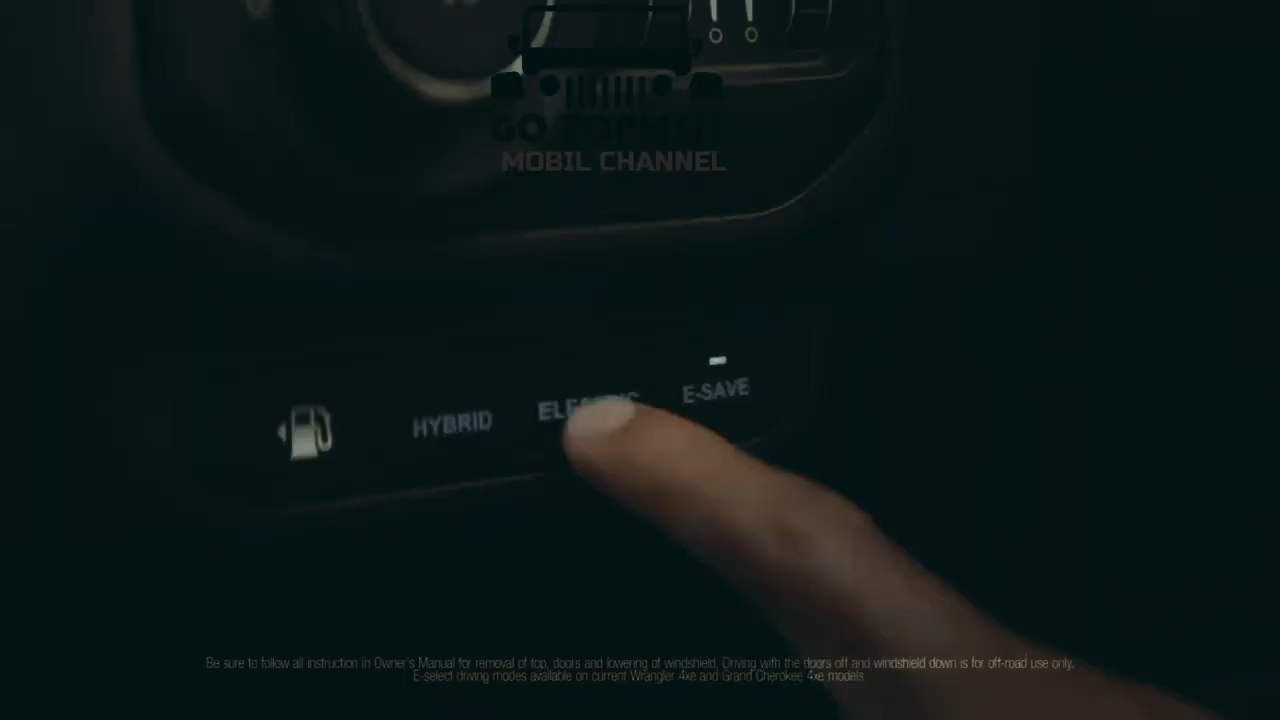 GO
MOBIL CHANNEL
E-SAVE
HYBRID
Be sure to follow all instruction in Owner's Manual for removal of top, doors and lowering of windshield. Driving with the doors off and windshield down is for off-road use only.
E-select driving modes available on current Wrangler 4xe and Grand Cherokee 4xe models